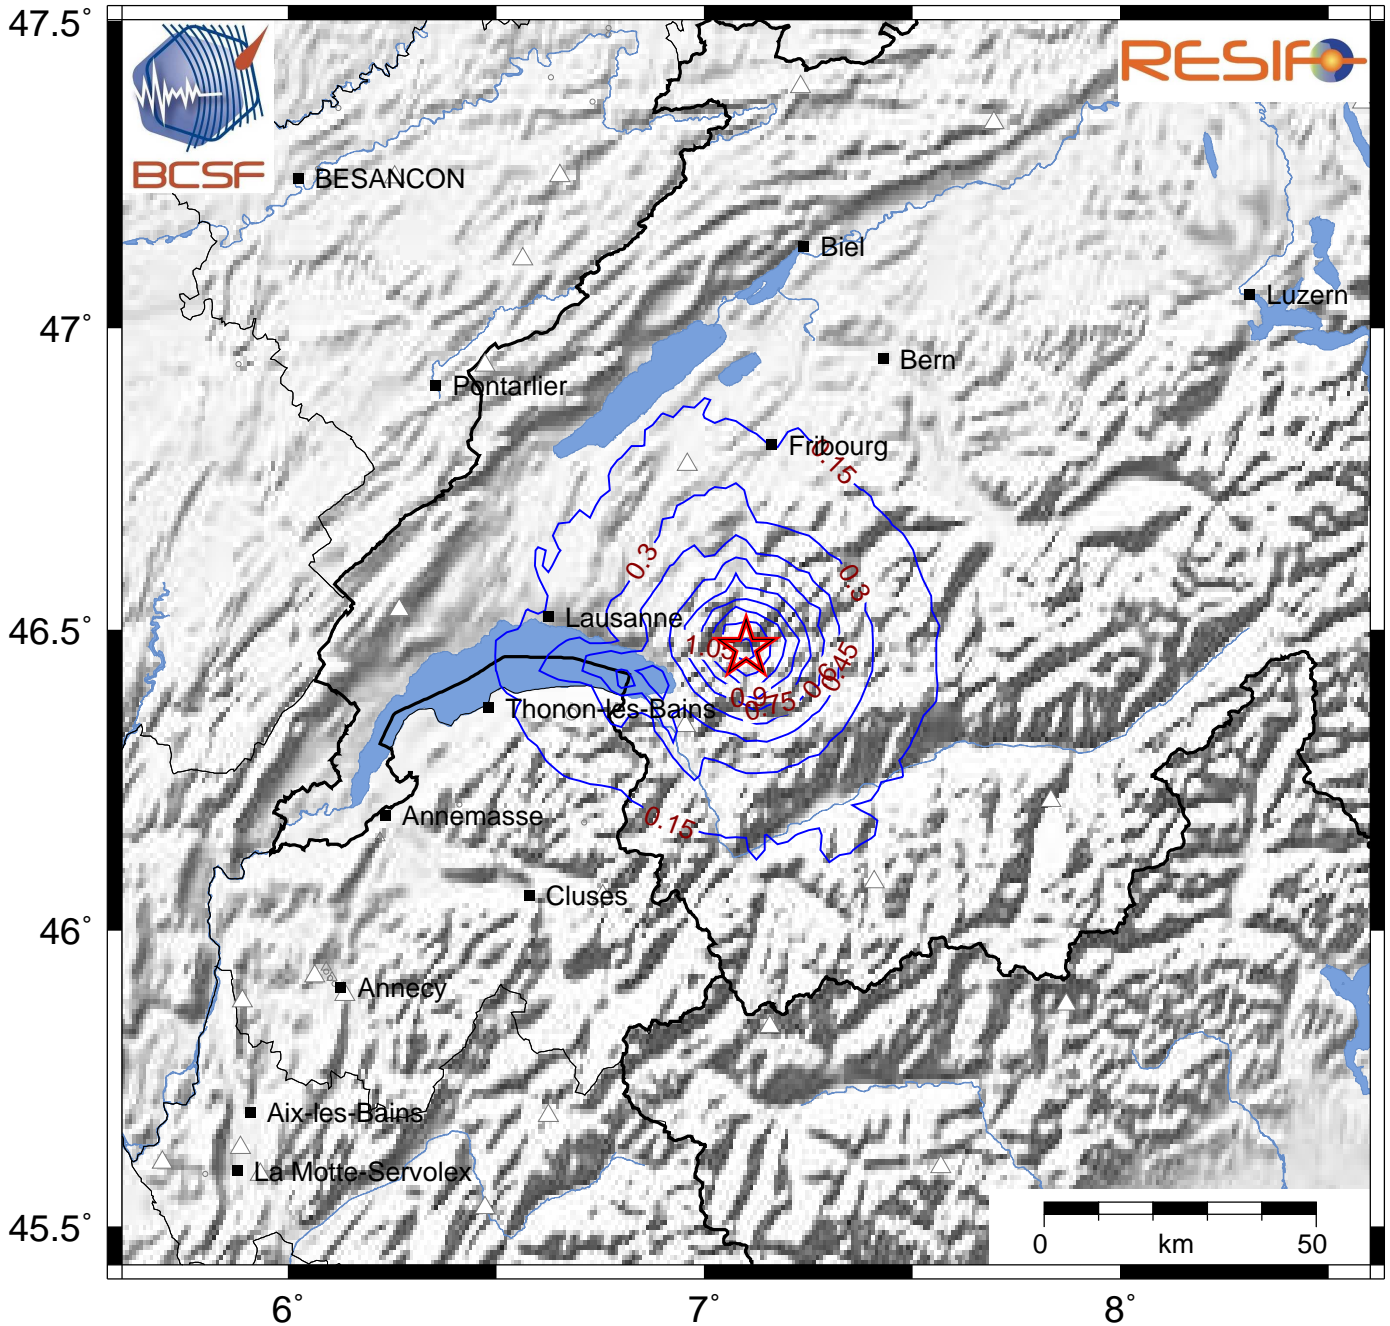 47.5°
BCSF
RESIF
BESANCON
Biel
Luzern
47°
Bern
Pontarlier
Fribourg
0.15
0.3
0.3
46.5°
Lausanne
1.05
0.45
0.6
0.9
0.75
Thonon-les-Bains
0.15
Annemasse
Cluses
46°
Annecy
Aix-les-Bains
La Motte-Servolex
45.5°
0 km 50
6° 7° 8°